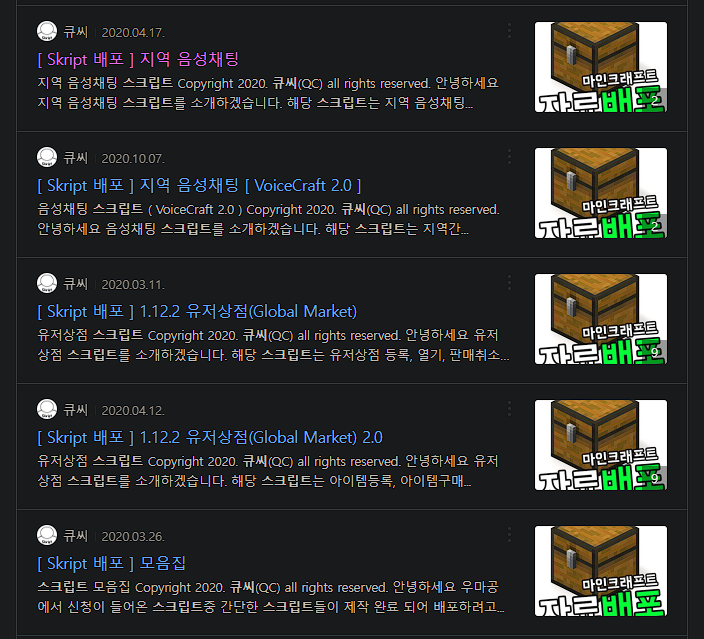 큐씨 2020.04.17.
[ Skript 배포 ] 지역 음성채팅
지역 음성채팅 스크립트 Copyright 2020. 큐씨(QC) all rights reserved. 안녕하세요
지역 음성채팅 스크립트를 소개하겠습니다. 해당 스크립트는 지역 음성채팅...
마인크래프트
자료배포
2
큐씨 2020.10.07.
[ Skript 배포 ] 지역 음성채팅 [ VoiceCraft 2.0 ]
음성채팅 스크립트 ( VoiceCraft 2.0 ) Copyright 2020. 큐씨(QC) all rights reserved.
안녕하세요 음성채팅 스크립트를 소개하겠습니다. 해당 스크립트는 지역간...
마인크래프트
자료배포
2
큐씨 2020.03.11.
[ Skript 배포 ] 1.12.2 유저상점(Global Market)
유저상점 스크립트 Copyright 2020. 큐씨(QC) all rights reserved. 안녕하세요 유저
상점 스크립트를 소개하겠습니다. 해당 스크립트는 유저상점 등록, 열기, 판매취소...
마인크래프트
자료배포
9
큐씨 2020.04.12.
[ Skript 배포 ] 1.12.2 유저상점(Global Market) 2.0
유저상점 스크립트 Copyright 2020. 큐씨(QC) all rights reserved. 안녕하세요 유저
상점 스크립트를 소개하겠습니다. 해당 스크립트는 아이템등록, 아이템구매...
마인크래프트
자료배포
9
큐씨 2020.03.26.
[ Skript 배포 ] 모음집
스크립트 모음집 Copyright 2020. 큐씨(QC) all rights reserved. 안녕하세요 우마공
에서 신청이 들어온 스크립트중 간단한 스크립트들이 제작 완료 되어 배포하려고...
마인크래프트
자료배포